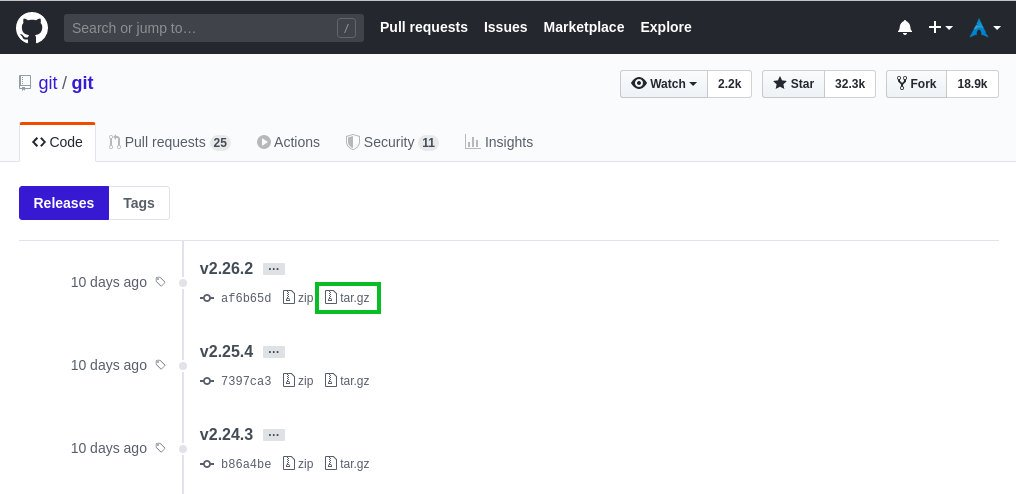 Search or jump to… / Pull requests Issues Marketplace Explore
git / git Watch 2.2k Star 32.3k Fork 18.9k
Code Pull requests 25 Actions Security 11 Insights
Releases Tags
v2.26.2 ...
10 days ago
af6b65d zip tar.gz
v2.25.4 ...
10 days ago
7397ca3 zip tar.gz
v2.24.3 ...
10 days ago
b86a4be zip tar.gz